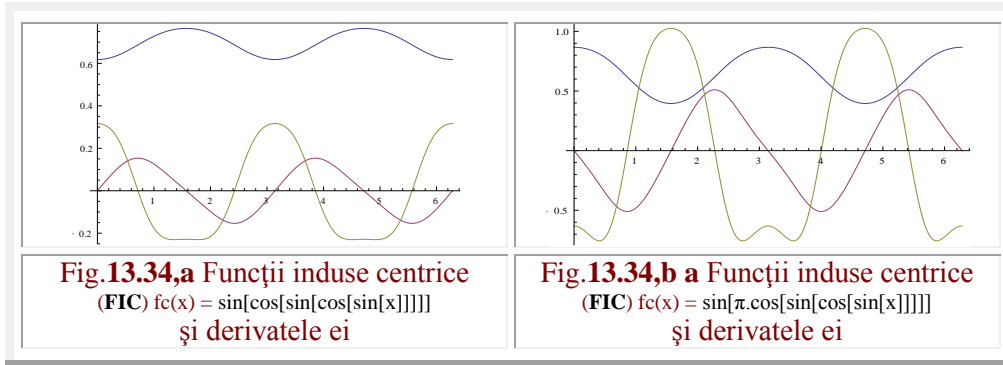 0.6
0.4
0.2
- 0.2
1 2 3 4 5 6
1.0
0.5
- 0.5
1 2 3 4 5 6
Fig.13.34,a Funcţii induse centrice
(FIC) fc(x) = sin[cos[sin[cos[sin[x]]]]]
şi derivatele ei
Fig.13.34,b a Funcţii induse centrice
(FIC) fc(x) = sin[π.cos[sin[cos[sin[x]]]]]
şi derivatele ei